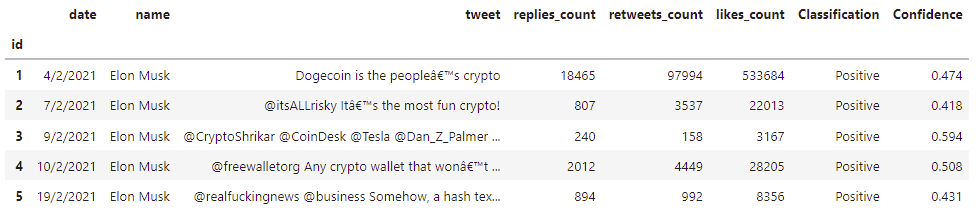 date name tweet replies_count retweets_count likes_count Classification Confidence
id
1 4/2/2021 Elon Musk Dogecoin is the peopleâ€™s crypto 18465 97994 533684 Positive 0.474
2 7/2/2021 Elon Musk @itsALLrisky Itâ€™s the most fun crypto! 807 3537 22013 Positive 0.418
3 9/2/2021 Elon Musk @CryptoShrikar @CoinDesk @Tesla @Dan_Z_Palmer ... 240 158 3167 Positive 0.594
4 10/2/2021 Elon Musk @freewalletorg Any crypto wallet that wonâ€™t ... 2012 4449 28205 Positive 0.508
5 19/2/2021 Elon Musk @realfuckingnews @business Somehow, a hash tex... 894 992 8356 Positive 0.431